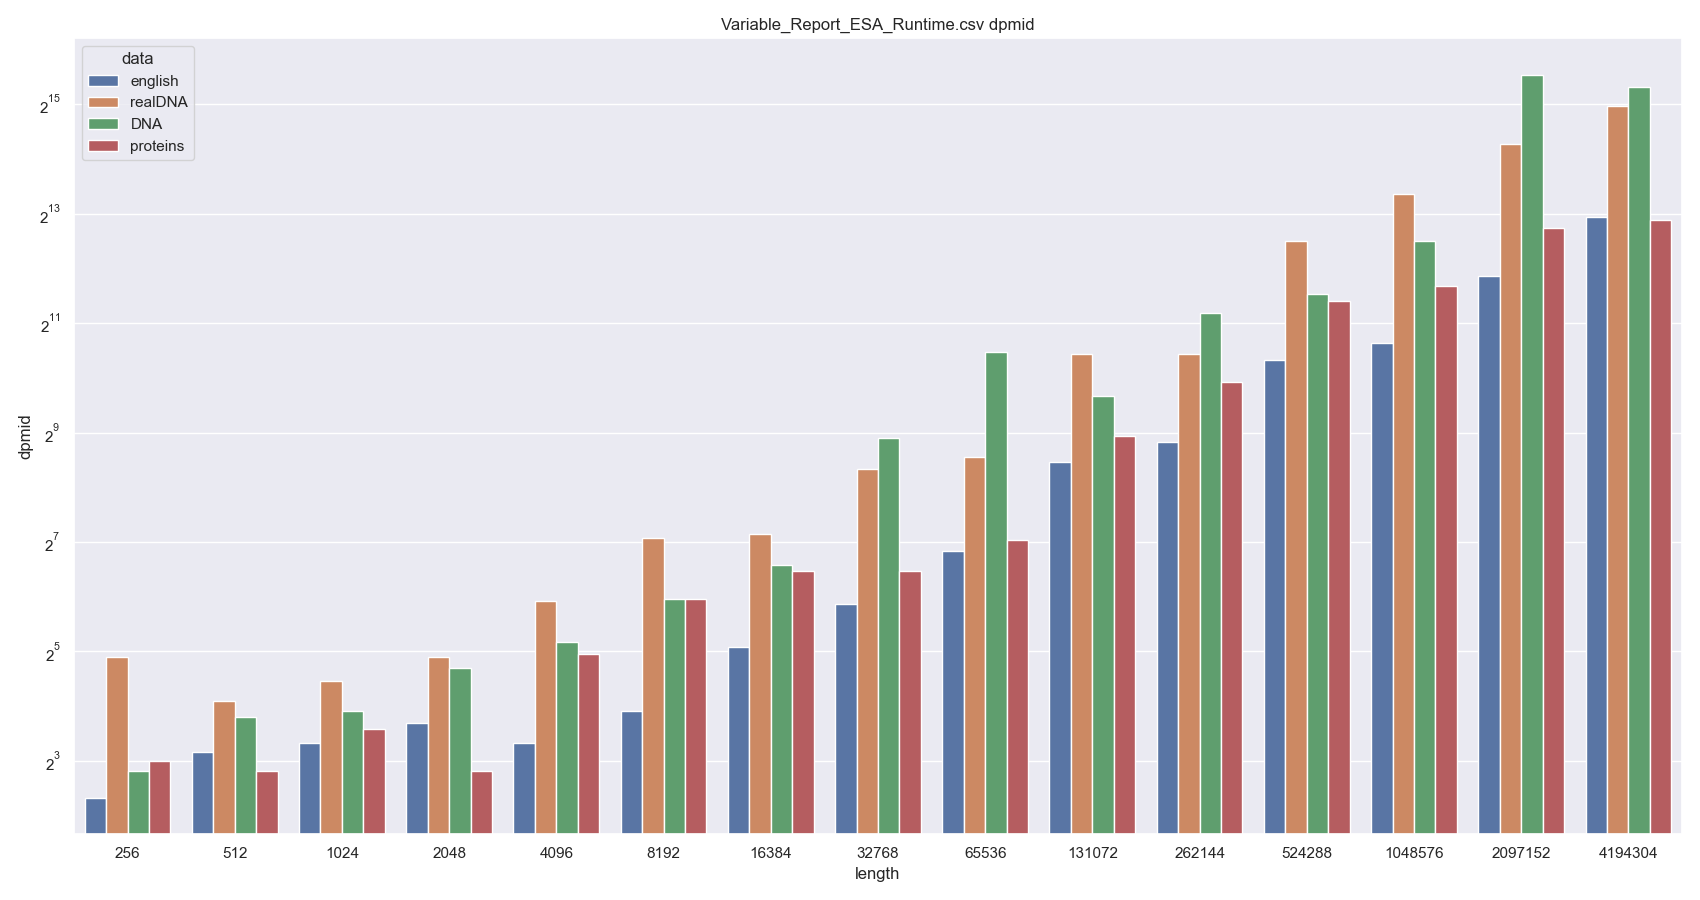 Variable_Report_ESA_Runtime.csv dpmid
data
english
realDNA
DNA
proteins
dpmid
2^15
2^13
2^11
2^9
2^7
2^5
2^3
256 512 1024 2048 4096 8192 16384 32768 65536 131072 262144 524288 1048576 2097152 4194304
length